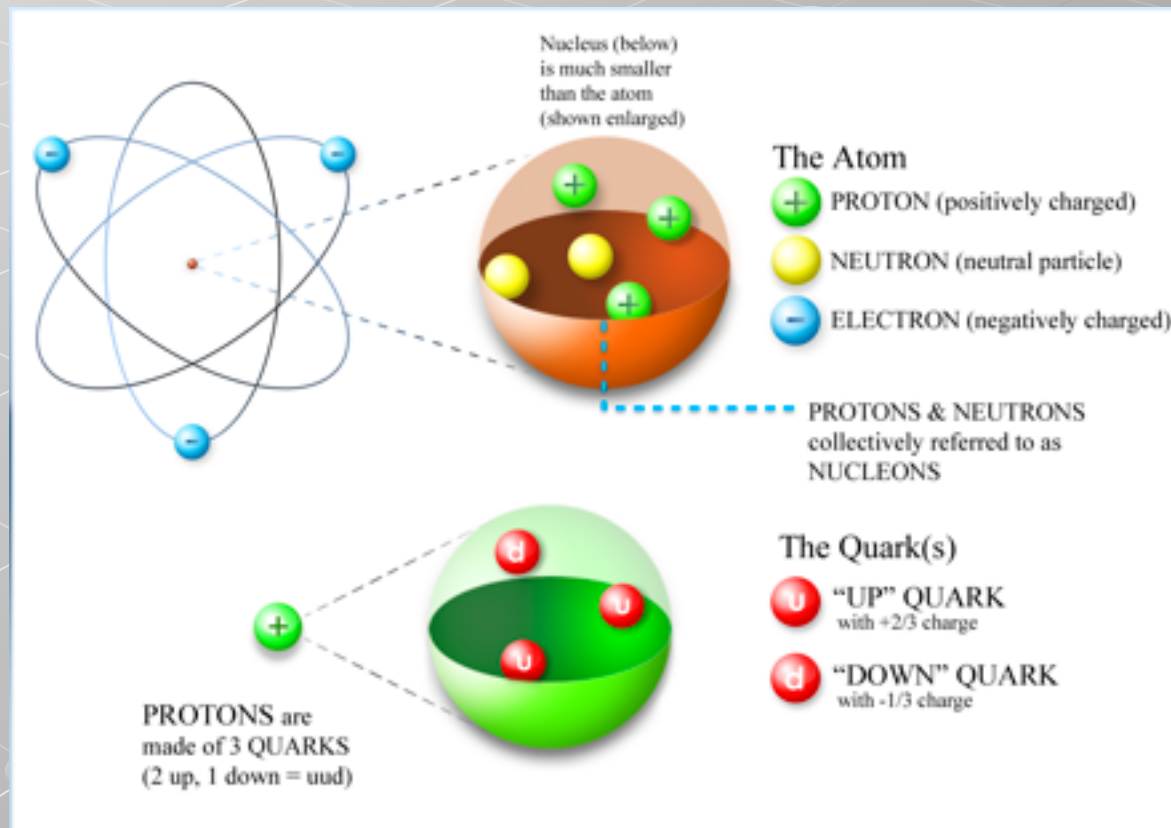 Nucleus (below)
is much smaller
than the atom
(shown enlarged)
The Atom
+ PROTON (positively charged)
NEUTRON (neutral particle)
- ELECTRON (negatively charged)
PROTONS & NEUTRONS
collectively referred to as
NUCLEONS
-
-
-
+
+
+
The Quark(s)
u "UP" QUARK
with +2/3 charge
d "DOWN" QUARK
with -1/3 charge
d
u
u
+
PROTONS are
made of 3 QUARKS
(2 up, 1 down = uud)